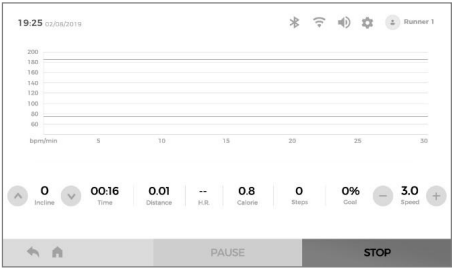 19:25 02/08/2019 Runner 1
200
180
160
140
120
100
80
60
bpm/min 5 10 15 20 25 30
0 00:16 0.01 -- 0.8 0 0% 3.0
Incline Time Distance H.R. Calorie Steps Goal Speed
PAUSE STOP